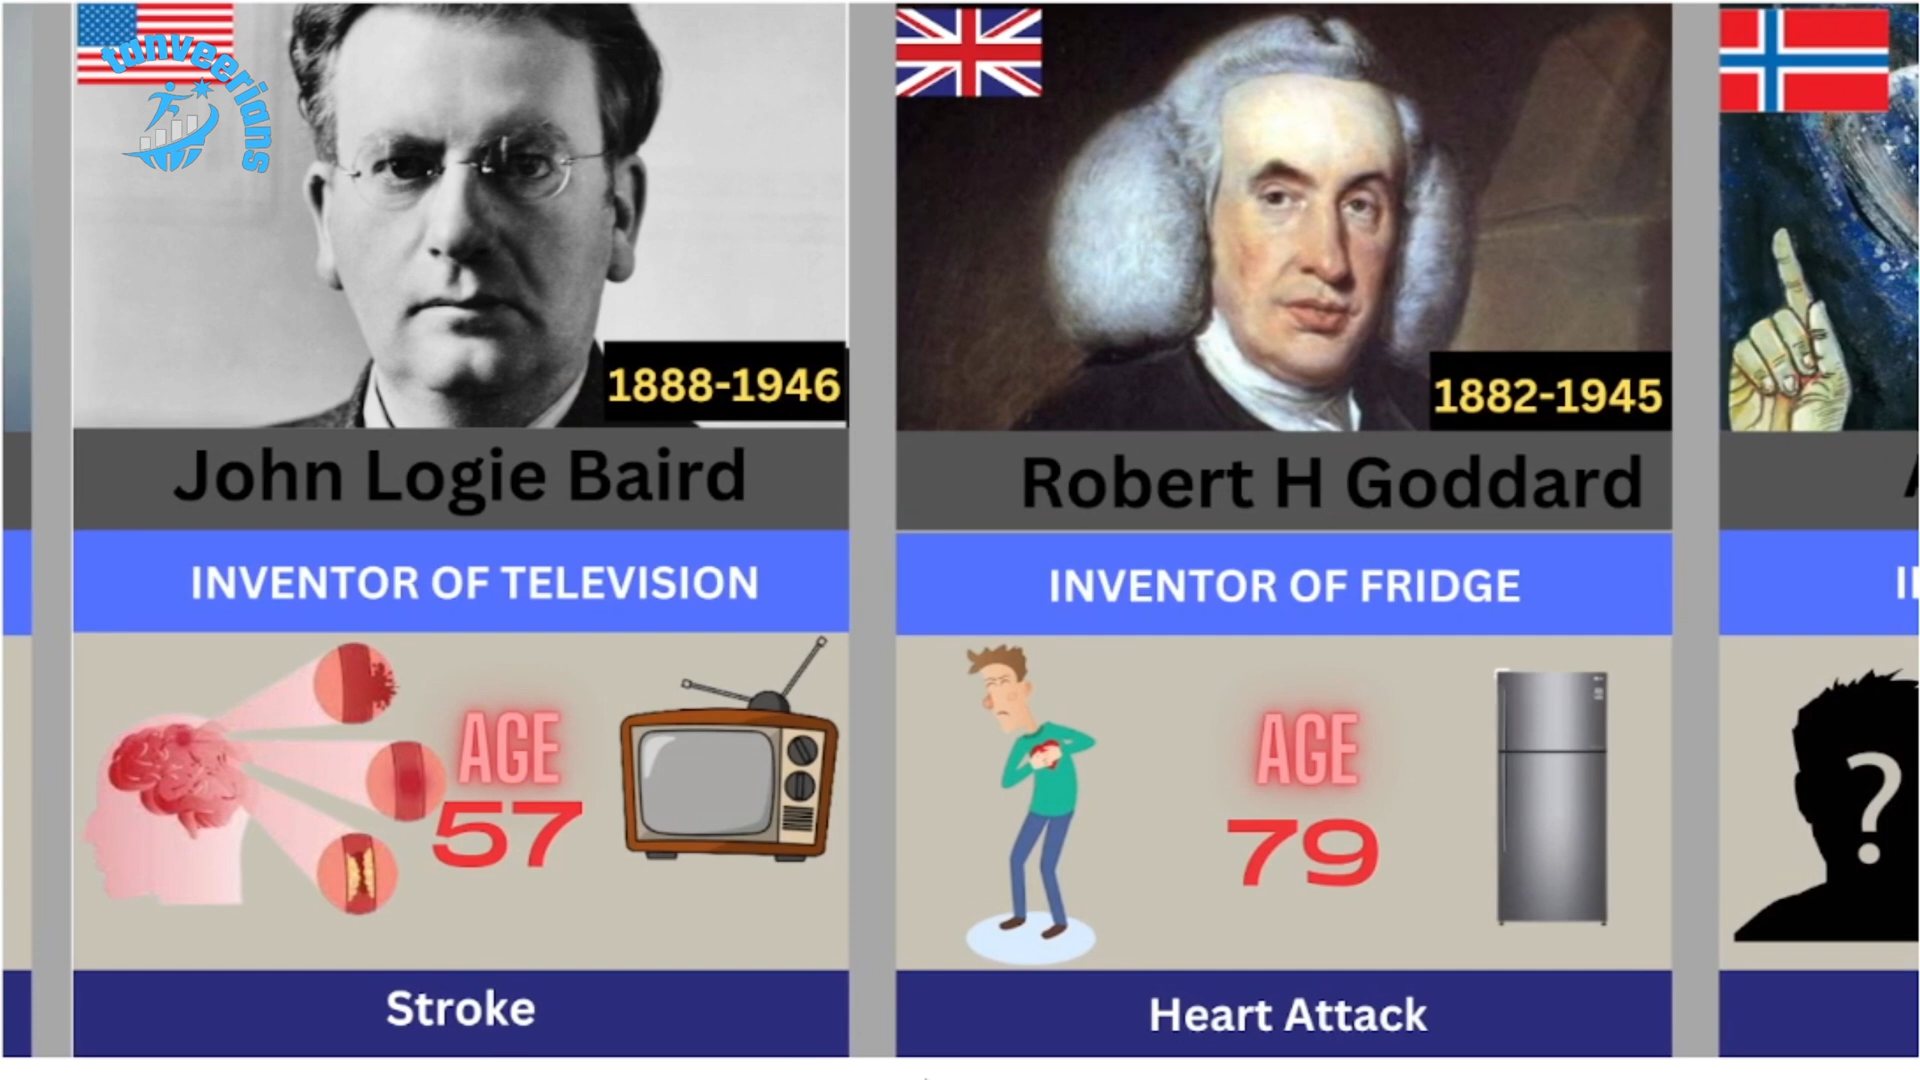 tanveerians
1888-1946
John Logie Baird
INVENTOR OF TELEVISION
AGE
57
Stroke
1882-1945
Robert H Goddard
INVENTOR OF FRIDGE
AGE
79
Heart Attack
?